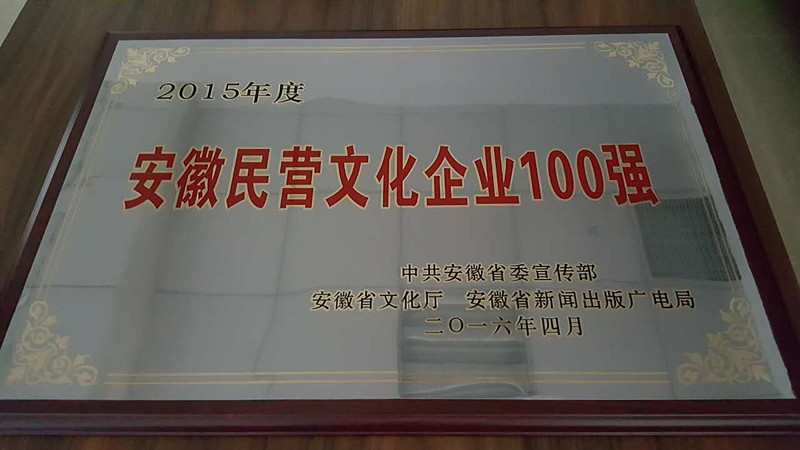 2015年度
安徽民营文化企业100强
中共安徽省委宣传部
安徽省文化厅 安徽省新闻出版广电局
二〇一六年四月